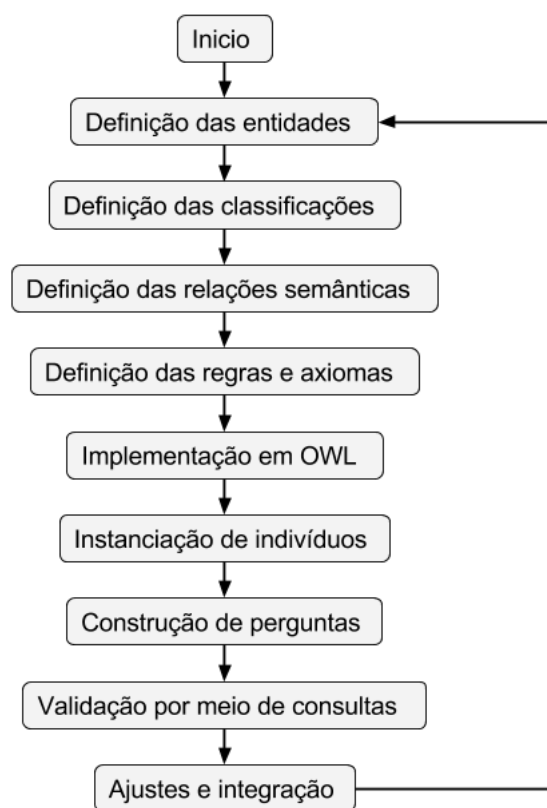 Inicio
Definição das entidades
Definição das classificações
Definição das relações semânticas
Definição das regras e axiomas
Implementação em OWL
Instanciação de indivíduos
Construção de perguntas
Validação por meio de consultas
Ajustes e integração